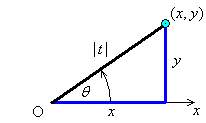 (x, y)
|t|
y
θ
O
x
x